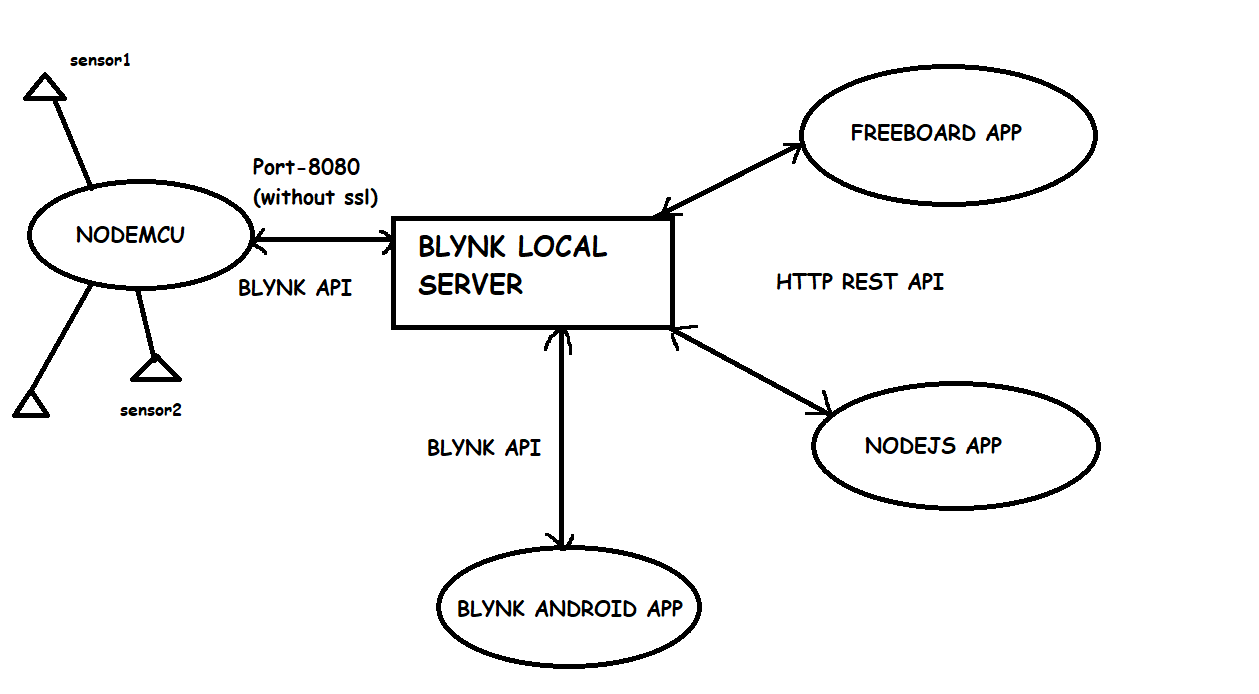 sensor1
FREEBOARD APP
Port-8080
(without ssl)
NODEMCU
BLYNK LOCAL
SERVER
BLYNK API
HTTP REST API
sensor2
BLYNK API
NODEJS APP
BLYNK ANDROID APP